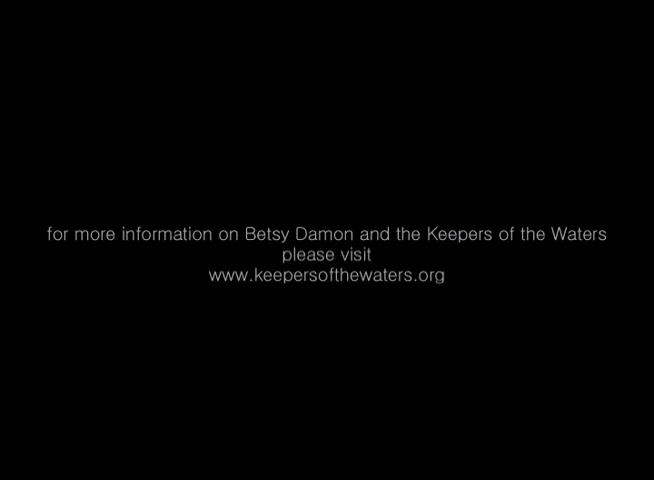 for more information on Betsy Damon and the Keepers of the Waters
please visit
www.keepersofthewaters.org